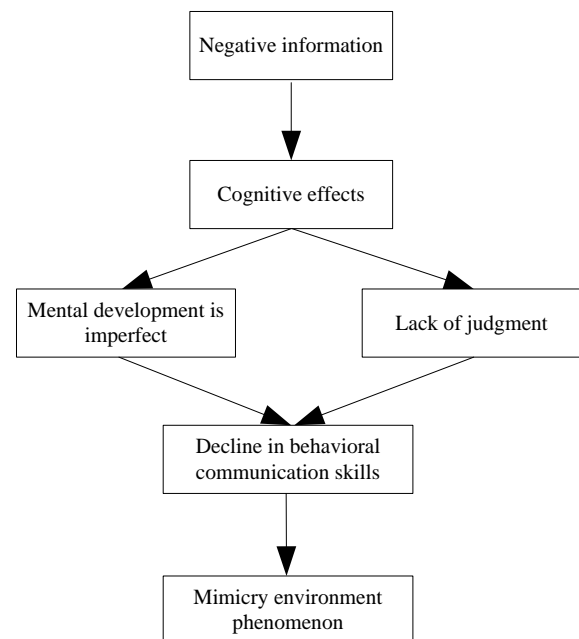 Negative information
Cognitive effects
Mental development is
imperfect
Lack of judgment
Decline in behavioral
communication skills
Mimicry environment
phenomenon